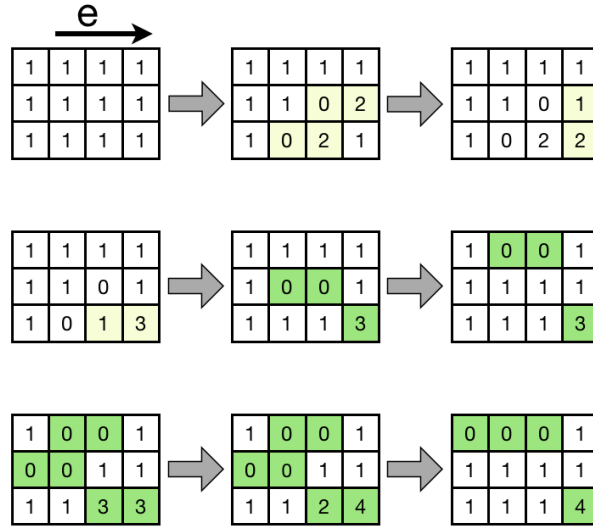 e
1 1 1 1 1 1 1 1 1 1 1 1
1 1 1 1 1 1 0 2 1 1 0 1
1 1 1 1 1 0 2 1 1 0 2 2
1 1 1 1 1 1 1 1 1 0 0 1
1 1 0 1 1 0 0 1 1 1 1 1
1 0 1 3 1 1 1 3 1 1 1 3
1 0 0 1 1 0 0 1 0 0 0 1
0 0 1 1 0 0 1 1 1 1 1 1
1 1 3 3 1 1 2 4 1 1 1 4